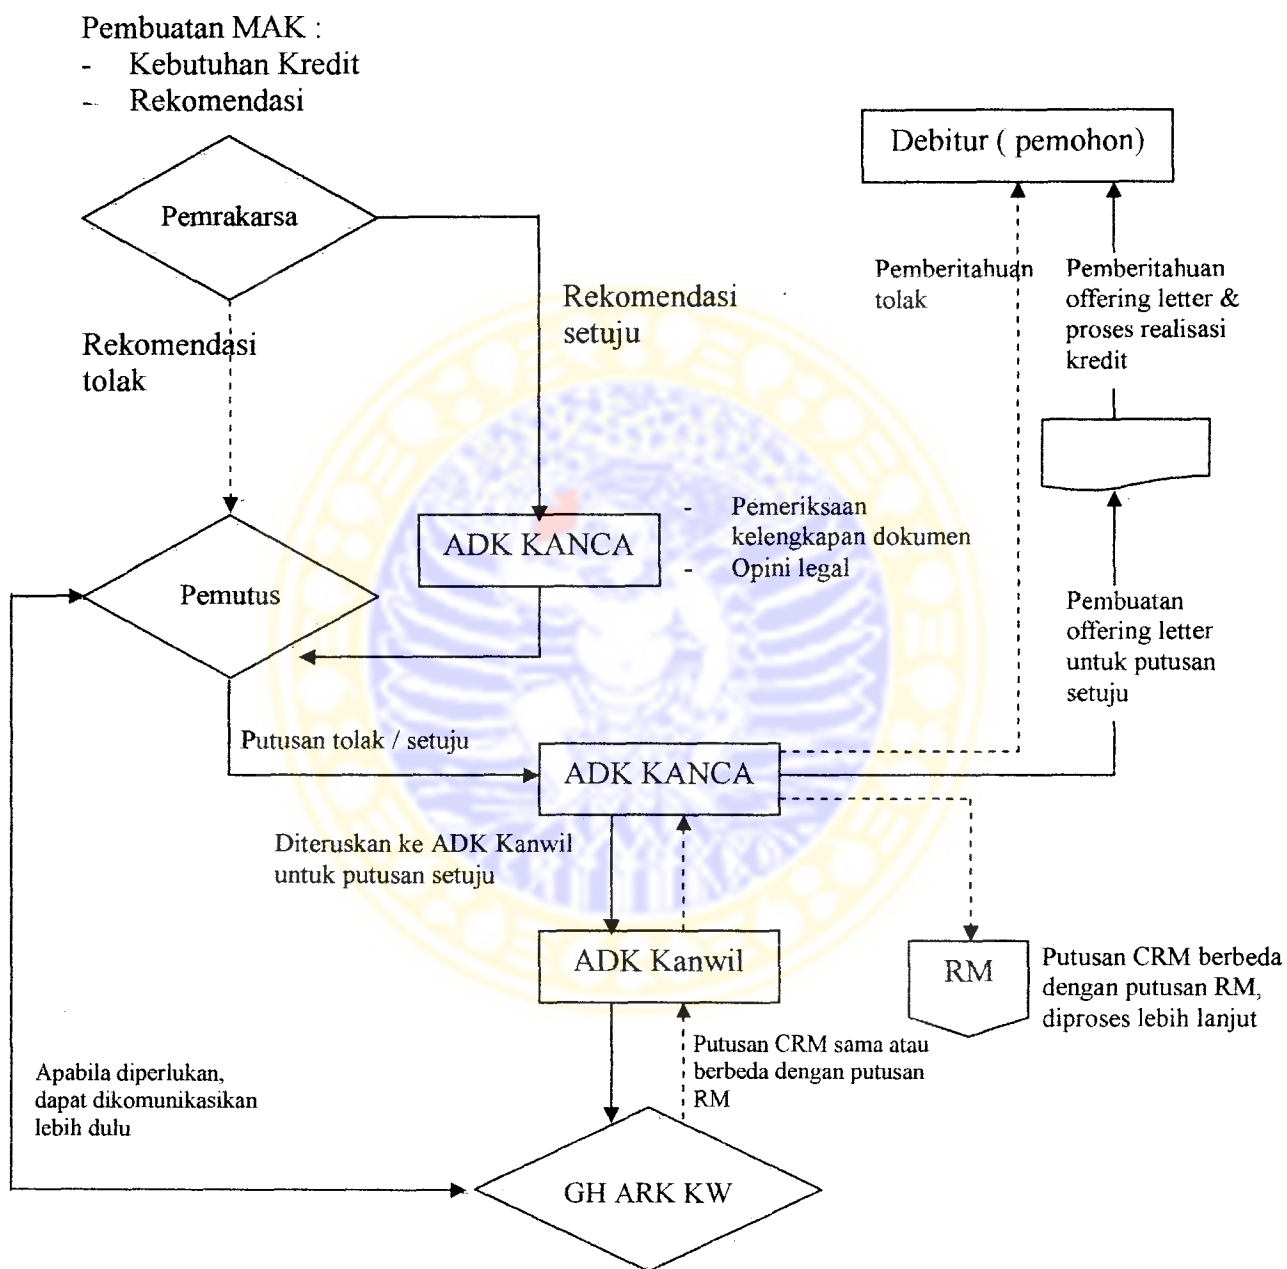 Pembuatan MAK :
- Kebutuhan Kredit
- Rekomendasi
Debitur ( pemohon)
Pemrakarsa
Pemberitahuan
tolak
Pemberitahuan
offering letter &
proses realisasi
kredit
Rekomendasi
setuju
Rekomendasi
tolak
ADK KANCA
- Pemeriksaan
kelengkapan dokumen
- Opini legal
Pemutus
Pembuatan
offering letter
untuk putusan
setuju
Putusan tolak / setuju
ADK KANCA
Diteruskan ke ADK Kanwil
untuk putusan setuju
ADK Kanwil
RM
Putusan CRM berbeda
dengan putusan RM,
diproses lebih lanjut
Putusan CRM sama atau
berbeda dengan putusan
RM
Apabila diperlukan,
dapat dikomunikasikan
lebih dulu
GH ARK KW